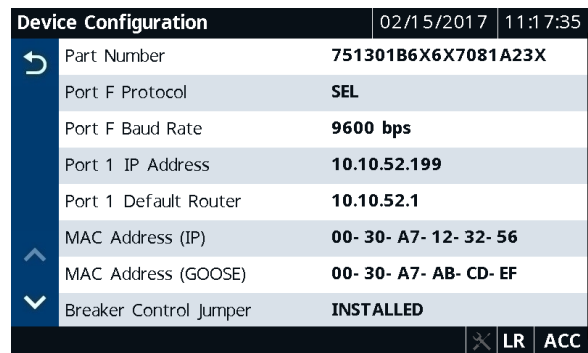 Device Configuration 02/15/2017 11:17:35
Part Number 751301B6X6X7081A23X
Port F Protocol SEL
Port F Baud Rate 9600 bps
Port 1 IP Address 10.10.52.199
Port 1 Default Router 10.10.52.1
MAC Address (IP) 00- 30- A7- 12- 32- 56
MAC Address (GOOSE) 00- 30- A7- AB- CD- EF
Breaker Control Jumper INSTALLED
LR ACC